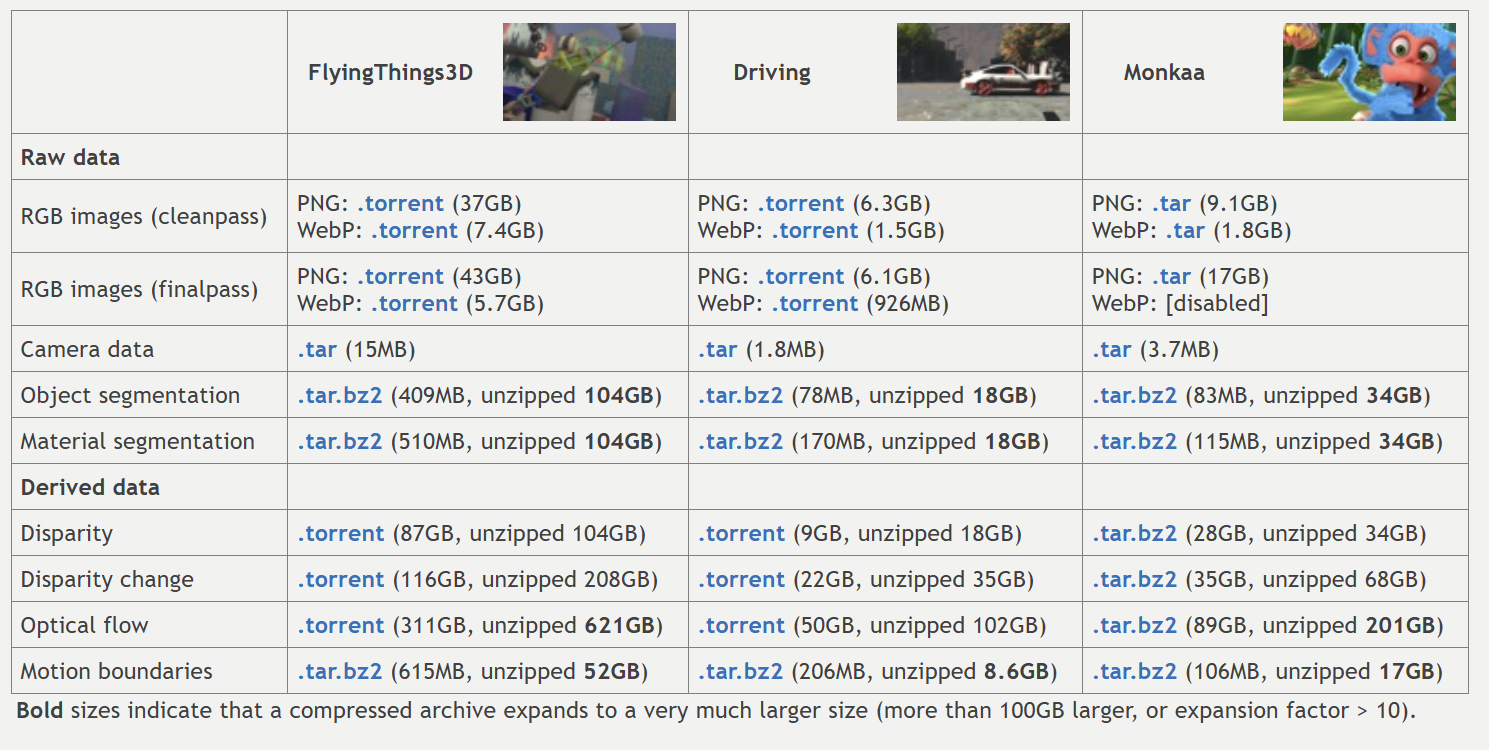 FlyingThings3D Driving Monkaa
Raw data
RGB images (cleanpass) PNG: .torrent (37GB) PNG: .torrent (6.3GB) PNG: .tar (9.1GB)
WebP: .torrent (7.4GB) WebP: .torrent (1.5GB) WebP: .tar (1.8GB)
RGB images (finalpass) PNG: .torrent (43GB) PNG: .torrent (6.1GB) PNG: .tar (17GB)
WebP: .torrent (5.7GB) WebP: .torrent (926MB) WebP: [disabled]
Camera data .tar (15MB) .tar (1.8MB) .tar (3.7MB)
Object segmentation .tar.bz2 (409MB, unzipped 104GB) .tar.bz2 (78MB, unzipped 18GB) .tar.bz2 (83MB, unzipped 34GB)
Material segmentation .tar.bz2 (510MB, unzipped 104GB) .tar.bz2 (170MB, unzipped 18GB) .tar.bz2 (115MB, unzipped 34GB)
Derived data
Disparity .torrent (87GB, unzipped 104GB) .torrent (9GB, unzipped 18GB) .tar.bz2 (28GB, unzipped 34GB)
Disparity change .torrent (116GB, unzipped 208GB) .torrent (22GB, unzipped 35GB) .tar.bz2 (35GB, unzipped 68GB)
Optical flow .torrent (311GB, unzipped 621GB) .torrent (50GB, unzipped 102GB) .tar.bz2 (89GB, unzipped 201GB)
Motion boundaries .tar.bz2 (615MB, unzipped 52GB) .tar.bz2 (206MB, unzipped 8.6GB) .tar.bz2 (106MB, unzipped 17GB)
Bold sizes indicate that a compressed archive expands to a very much larger size (more than 100GB larger, or expansion factor > 10).